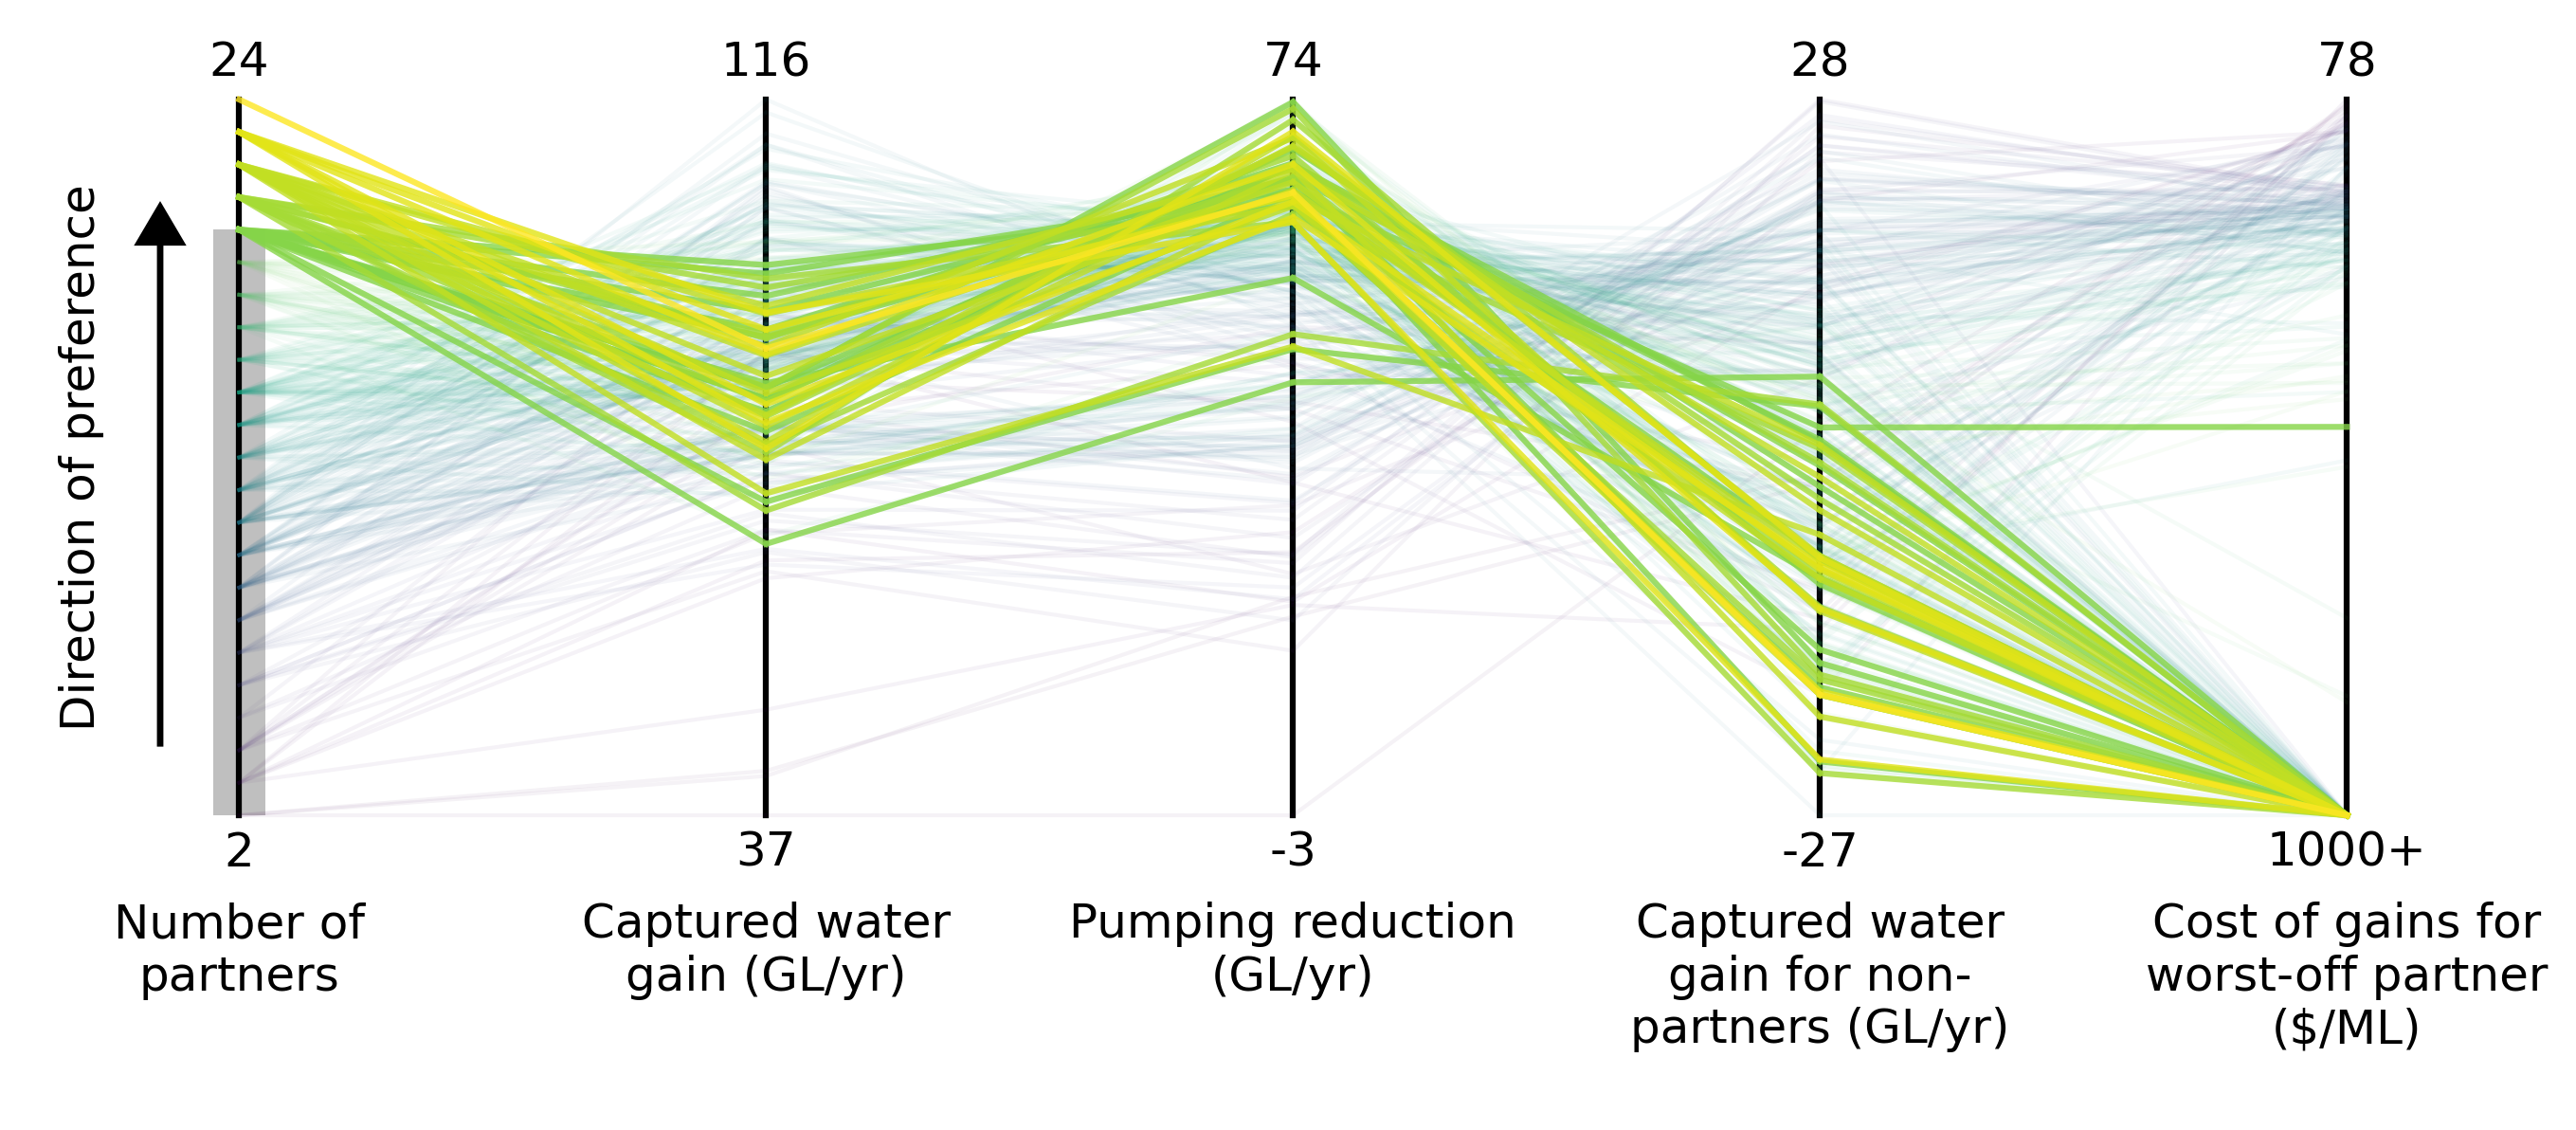 24
116
74
28
78
Direction of preference
2
37
-3
-27
1000+
Number of
partners
Captured water
gain (GL/yr)
Pumping reduction
(GL/yr)
Captured water
gain for non-
partners (GL/yr)
Cost of gains for
worst-off partner
($/ML)